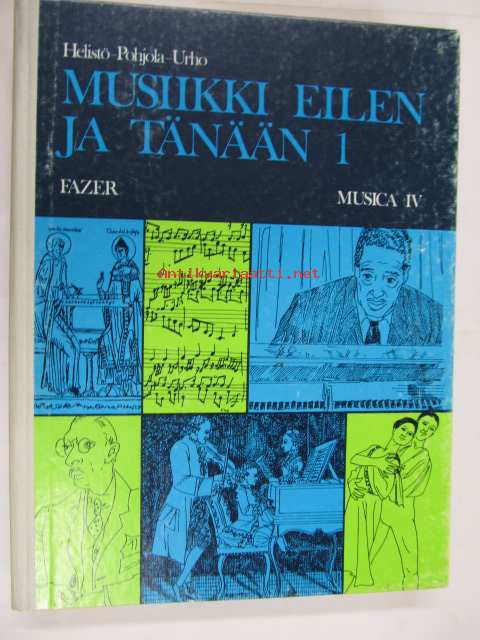 Helistö-Pohjola-Urho
MUSIIKKI EILEN
JA TÄNÄÄN 1
FAZER
MUSICA IV
Antikvariaatti.net